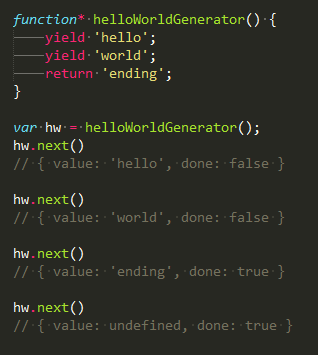 function* helloWorldGenerator() {
    yield 'hello';
    yield 'world';
    return 'ending';
}

var hw = helloWorldGenerator();
hw.next()
// { value: 'hello', done: false }

hw.next()
// { value: 'world', done: false }

hw.next()
// { value: 'ending', done: true }

hw.next()
// { value: undefined, done: true }